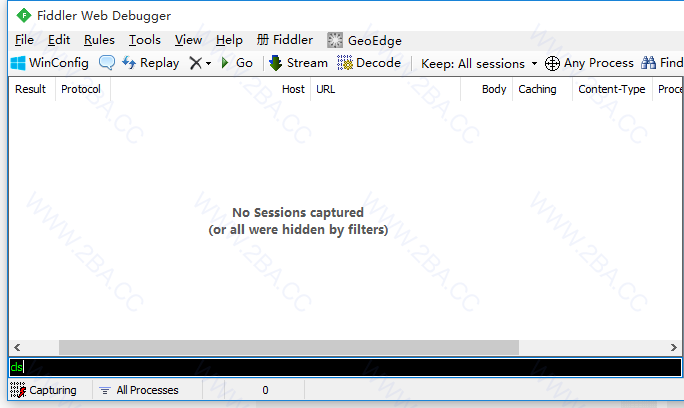 Fiddler Web Debugger
File Edit Rules Tools View Help 册 Fiddler GeoEdge
WinConfig Replay Go Stream Decode Keep: All sessions Any Process Find
Result Protocol Host URL Body Caching Content-Type Proce
No Sessions captured
(or all were hidden by filters)
cls
Capturing All Processes 0
WWW.2BA.CC